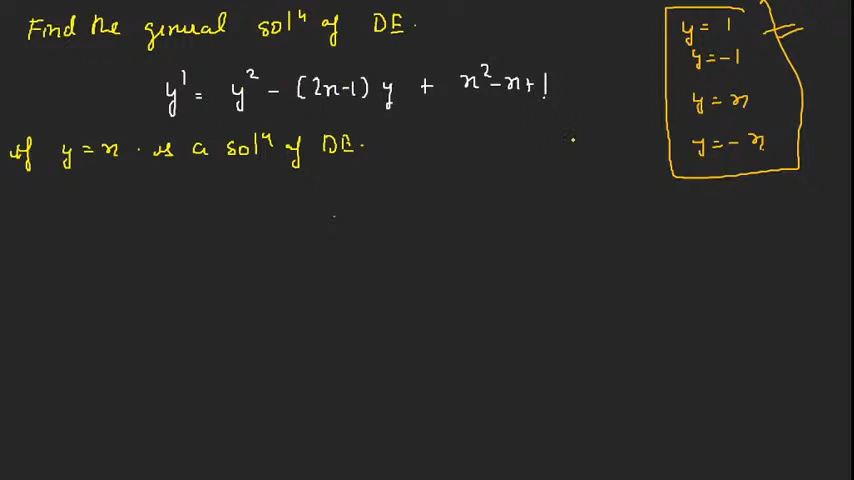 Find the general solⁿ of DE.
y' = y² - (2x-1) y + x²-x+1
if y = x . is a solⁿ of DE.
y = 1
y = -1
y = x
y = - x